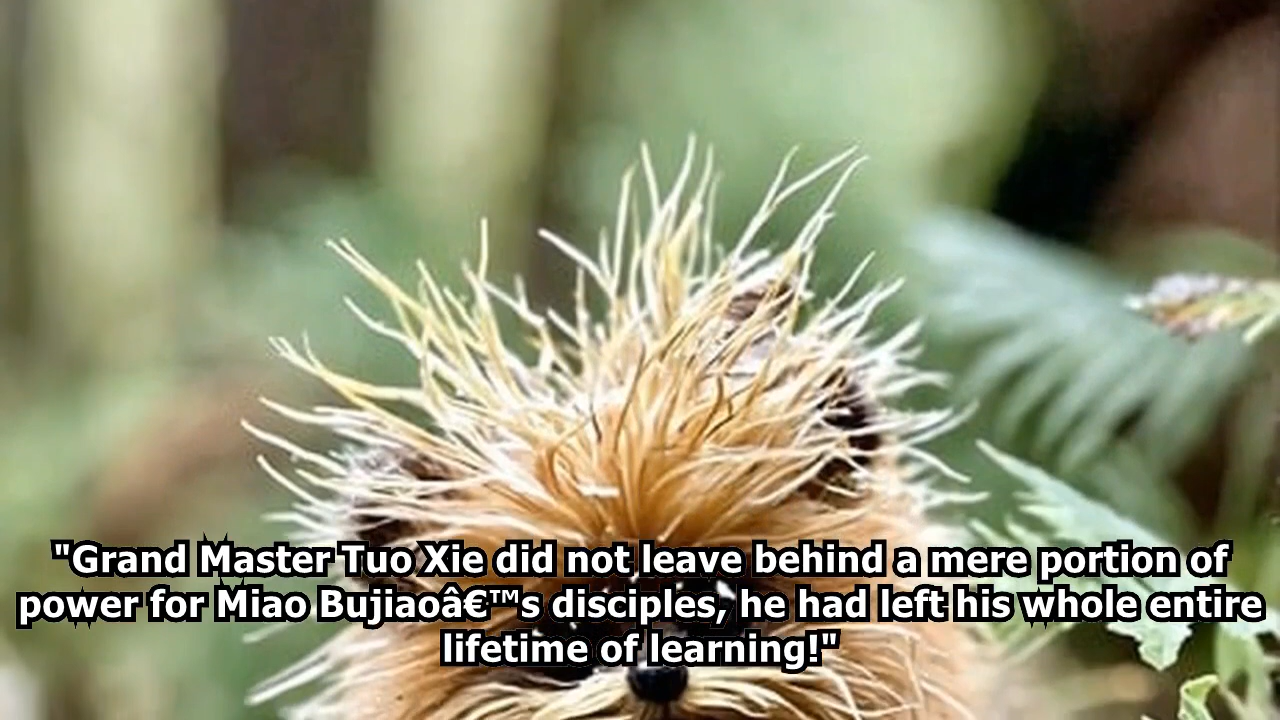 "Grand Master Tuo Xie did not leave behind a mere portion of
power for Miao Bujiaoâ€™s disciples, he had left his whole entire
lifetime of learning!"